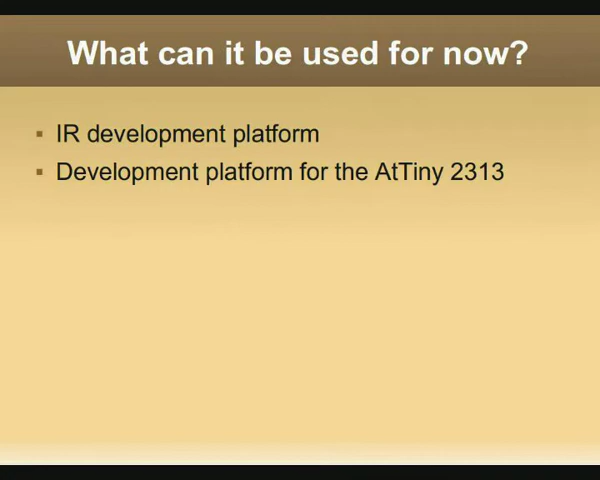 What can it be used for now?
IR development platform
Development platform for the AtTiny 2313